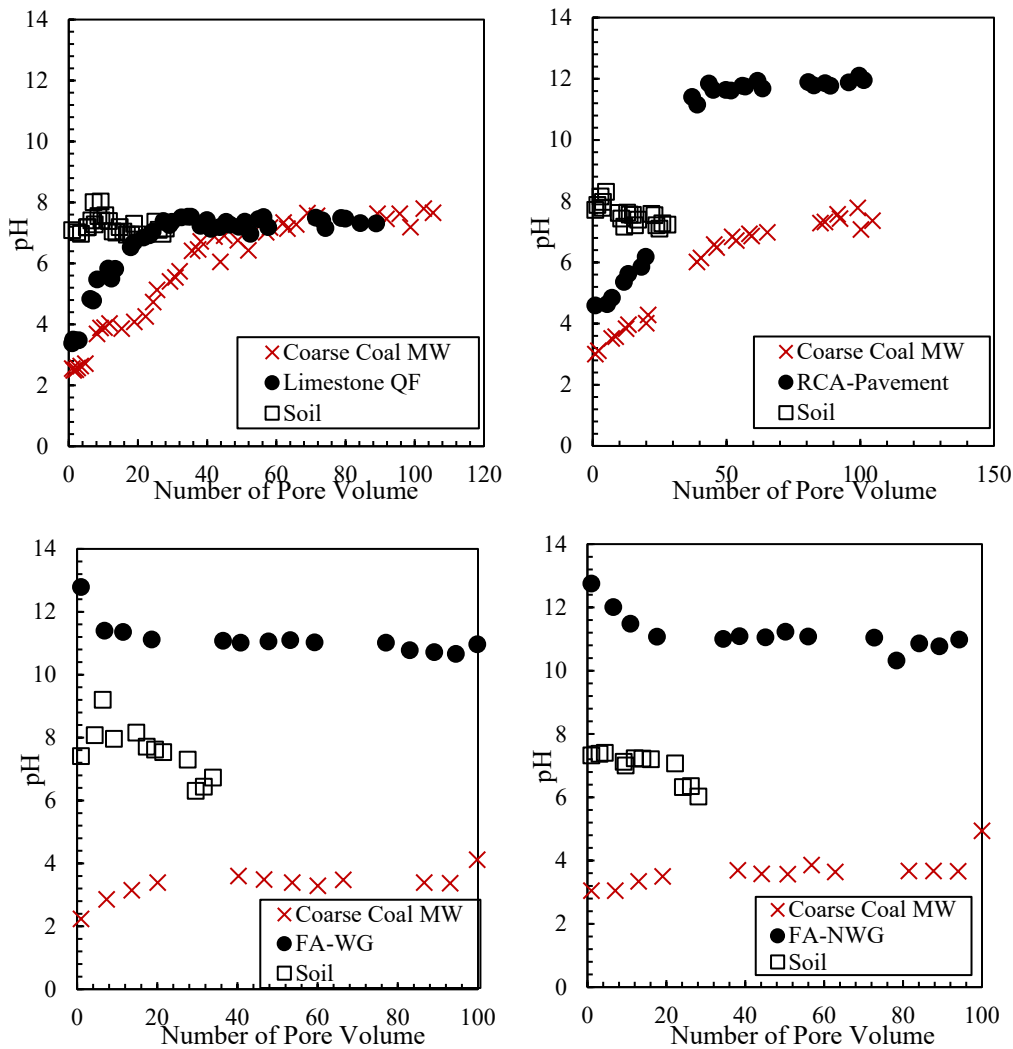 14
12
10
8
6
4
2
0
pH
Coarse Coal MW
Limestone QF
Soil
0 20 40 60 80 100 120
Number of Pore Volume
14
12
10
8
6
4
2
0
pH
Coarse Coal MW
RCA-Pavement
Soil
0 50 100 150
Number of Pore Volume
14
12
10
8
6
4
2
0
pH
Coarse Coal MW
FA-WG
Soil
0 20 40 60 80 100
Number of Pore Volume
14
12
10
8
6
4
2
0
pH
Coarse Coal MW
FA-NWG
Soil
0 20 40 60 80 100
Number of Pore Volume